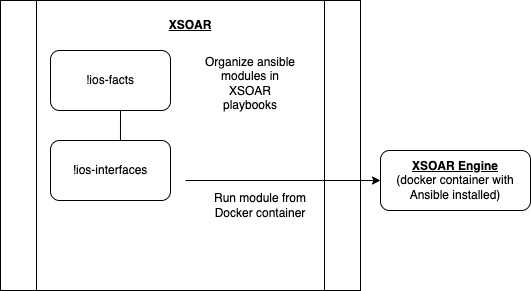 XSOAR
!ios-facts
Organize ansible
modules in
XSOAR
playbooks
!ios-interfaces
XSOAR Engine
(docker container with
Ansible installed)
Run module from
Docker container